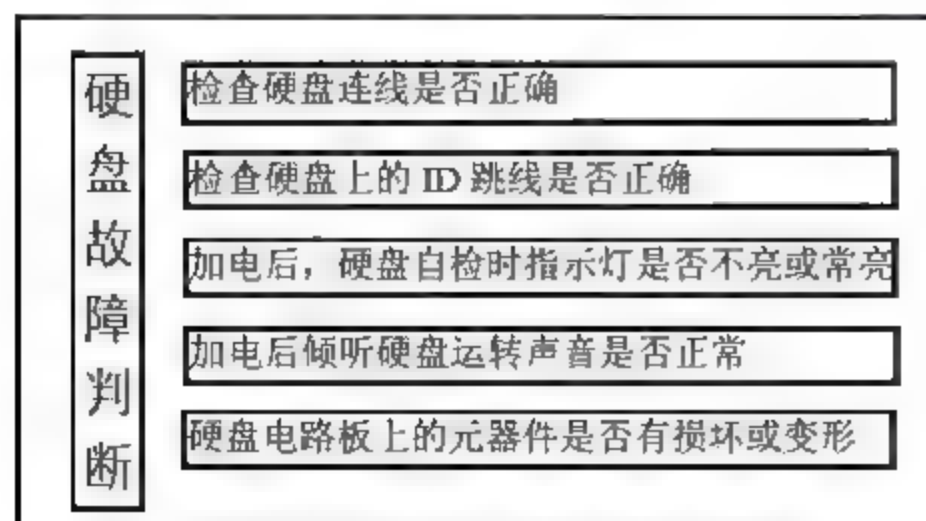 硬盘故障判断
检查硬盘连线是否正确
检查硬盘上的 ID 跳线是否正确
加电后，硬盘自检时指示灯是否不亮或常亮
加电后倾听硬盘运转声音是否正常
硬盘电路板上的元器件是否有损坏或变形